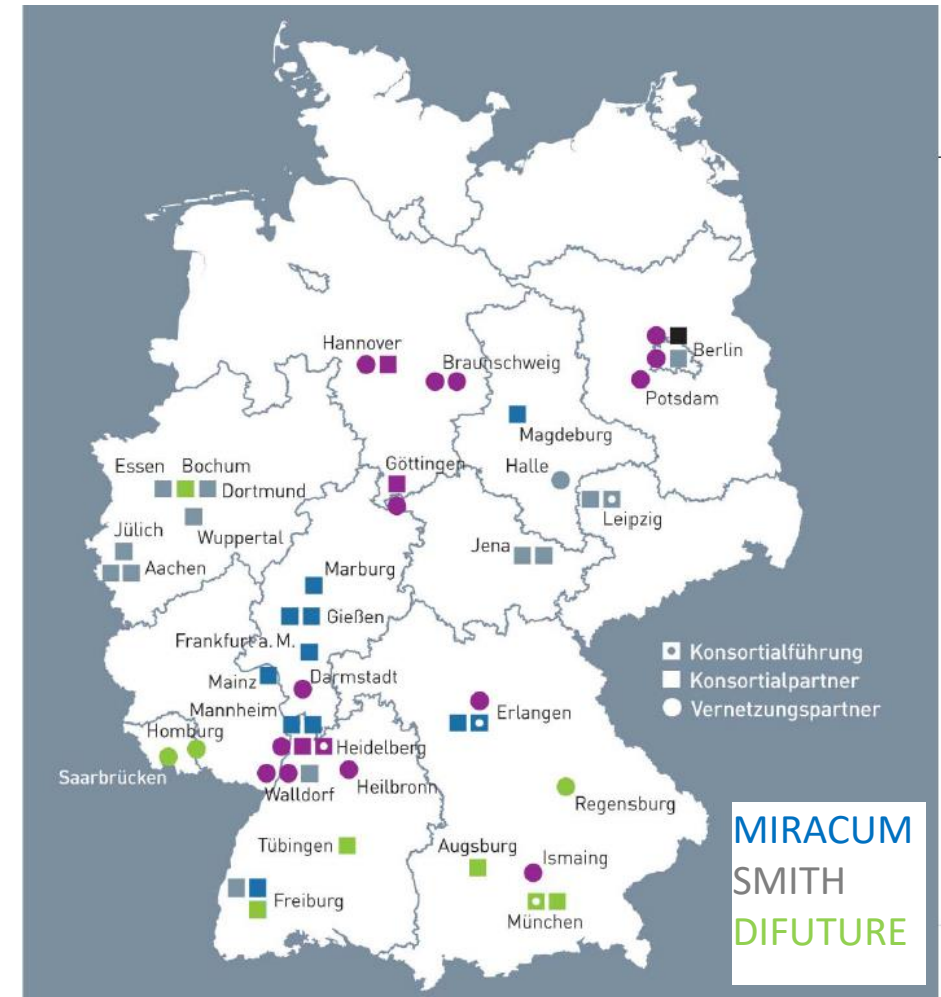 Hannover
Braunschweig
Berlin
Potsdam
Magdeburg
Göttingen
Halle
Essen Bochum
Dortmund
Leipzig
Jülich
Wuppertal
Jena
Aachen
Marburg
Gießen
Frankfurt a. M.
Konsortialführung
Mainz
Darmstadt
Konsortialpartner
Mannheim
Erlangen
Vernetzungspartner
Homburg
Heidelberg
Saarbrücken
Heilbronn
Walldorf
Regensburg
MIRACUM
Tübingen
Augsburg
Ismaing
SMITH
Freiburg
München
DIFUTURE